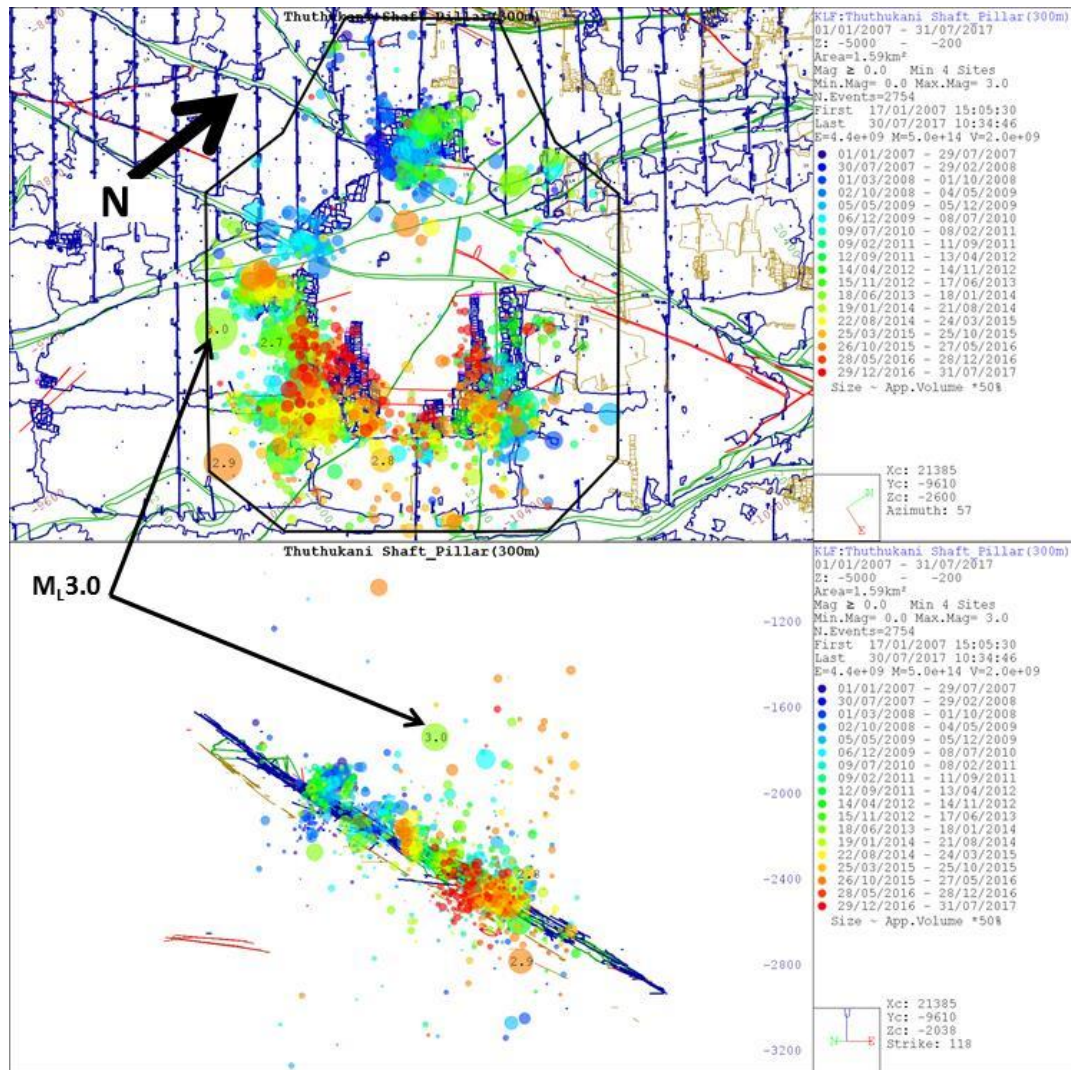 Thuthukani Shaft_Pillar(300m)
N
3.0
2.7
2.9
2.8
KLF:Thuthukani Shaft_Pillar(300m)
01/01/2007 - 31/07/2017
Z: -5000 - -200
Area=1.59km²
Mag ≥ 0.0 Min 4 Sites
Min.Mag= 0.0 Max.Mag= 3.0
N.Events=2754
First 17/01/2007 15:05:30
Last 30/07/2017 10:34:46
E=4.4e+09 M=5.0e+14 V=2.0e+09
01/01/2007 - 29/07/2007
30/07/2007 - 29/02/2008
01/03/2008 - 01/10/2008
02/10/2008 - 04/05/2009
05/05/2009 - 05/12/2009
06/12/2009 - 08/07/2010
09/07/2010 - 08/02/2011
09/02/2011 - 11/09/2011
12/09/2011 - 13/04/2012
14/04/2012 - 14/11/2012
15/11/2012 - 17/06/2013
18/06/2013 - 18/01/2014
19/01/2014 - 21/08/2014
22/08/2014 - 24/03/2015
25/03/2015 - 25/10/2015
26/10/2015 - 27/05/2016
28/05/2016 - 28/12/2016
29/12/2016 - 31/07/2017
Size ~ App.Volume *50%
Xc: 21385
Yc: -9610
Zc: -2600
Azimuth: 57
N
E
Thuthukani Shaft_Pillar(300m)
ML3.0
3.0
2.8
2.9
-1200
-1600
-2000
-2400
-2800
-3200
KLF:Thuthukani Shaft_Pillar(300m)
01/01/2007 - 31/07/2017
Z: -5000 - -200
Area=1.59km²
Mag ≥ 0.0 Min 4 Sites
Min.Mag= 0.0 Max.Mag= 3.0
N.Events=2754
First 17/01/2007 15:05:30
Last 30/07/2017 10:34:46
E=4.4e+09 M=5.0e+14 V=2.0e+09
01/01/2007 - 29/07/2007
30/07/2007 - 29/02/2008
01/03/2008 - 01/10/2008
02/10/2008 - 04/05/2009
05/05/2009 - 05/12/2009
06/12/2009 - 08/07/2010
09/07/2010 - 08/02/2011
09/02/2011 - 11/09/2011
12/09/2011 - 13/04/2012
14/04/2012 - 14/11/2012
15/11/2012 - 17/06/2013
18/06/2013 - 18/01/2014
19/01/2014 - 21/08/2014
22/08/2014 - 24/03/2015
25/03/2015 - 25/10/2015
26/10/2015 - 27/05/2016
28/05/2016 - 28/12/2016
29/12/2016 - 31/07/2017
Size ~ App.Volume *50%
Xc: 21385
Yc: -9610
Zc: -2038
Strike: 118
U
N
E